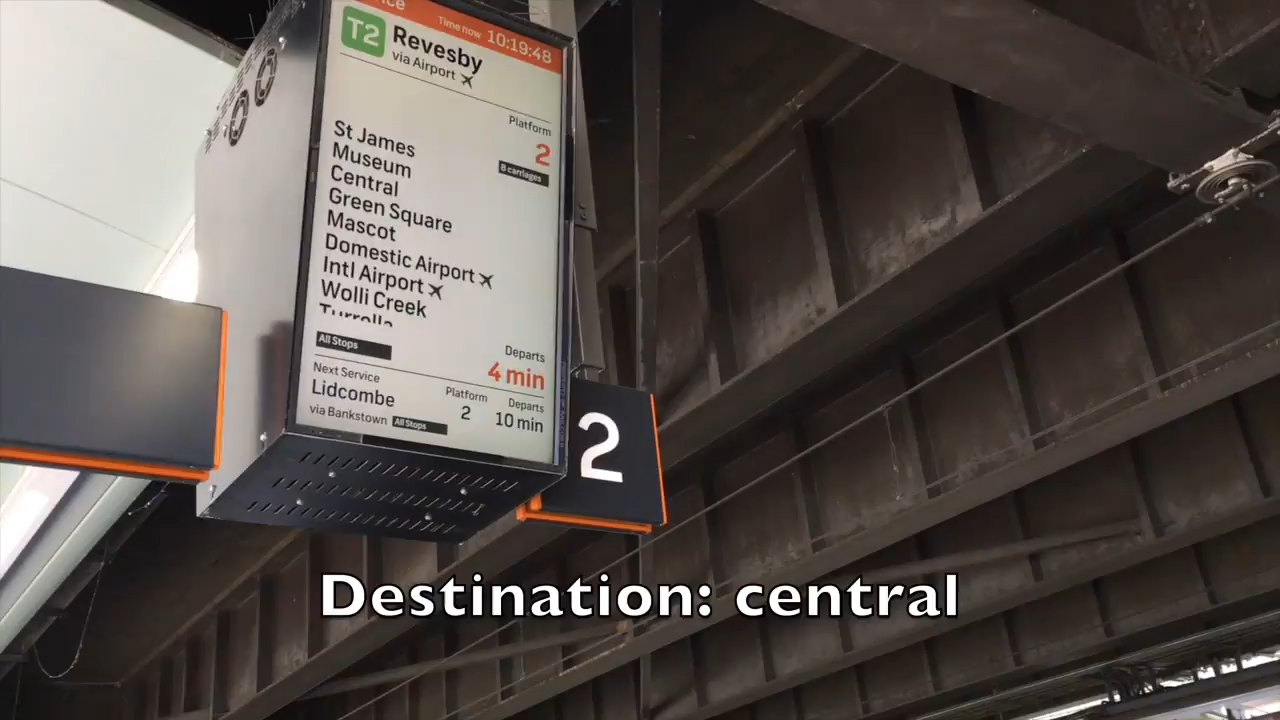 Time now 10:19:48
T2 Revesby
via Airport
Platform
2
8 carriages
St James
Museum
Central
Green Square
Mascot
Domestic Airport
Intl Airport
Wolli Creek
All Stops
Departs
4 min
Next Service
Lidcombe
via Bankstown All Stops
Platform
2
Departs
10 min
2
Destination: central